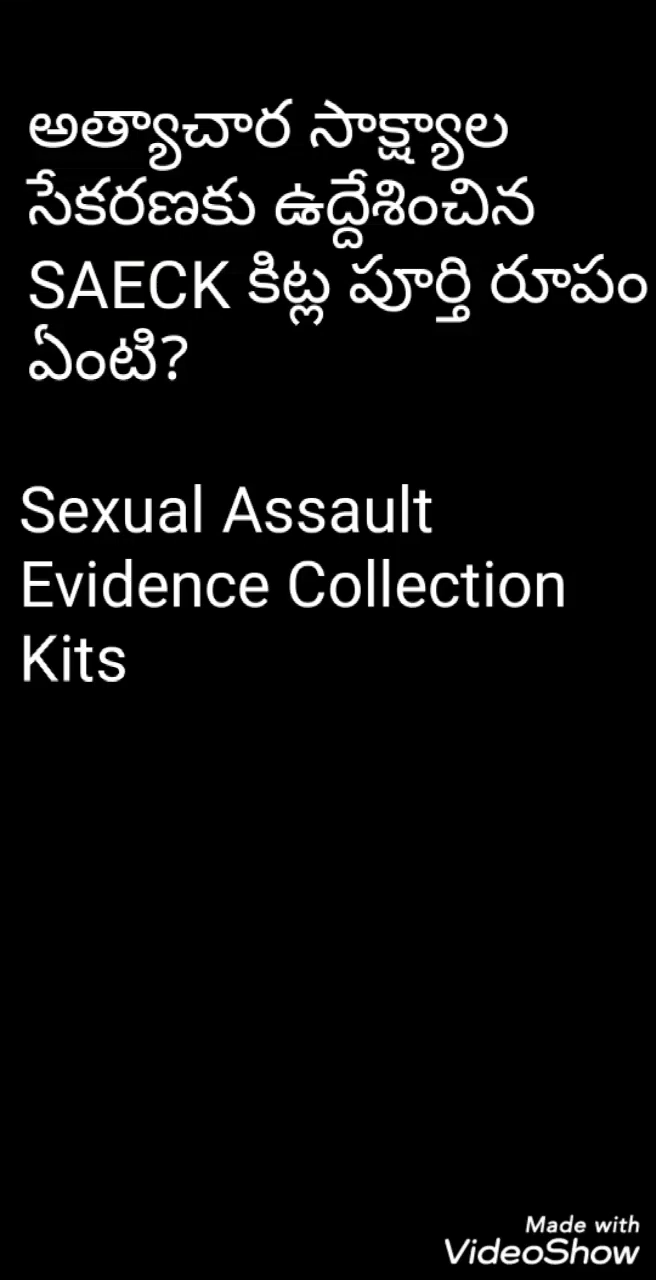 అత్యాచార సాక్ష్యాల
సేకరణకు ఉద్దేశించిన
SAECK కిట్ల పూర్తి రూపం
ఏంటి?
Sexual Assault
Evidence Collection
Kits
Made with
VideoShow